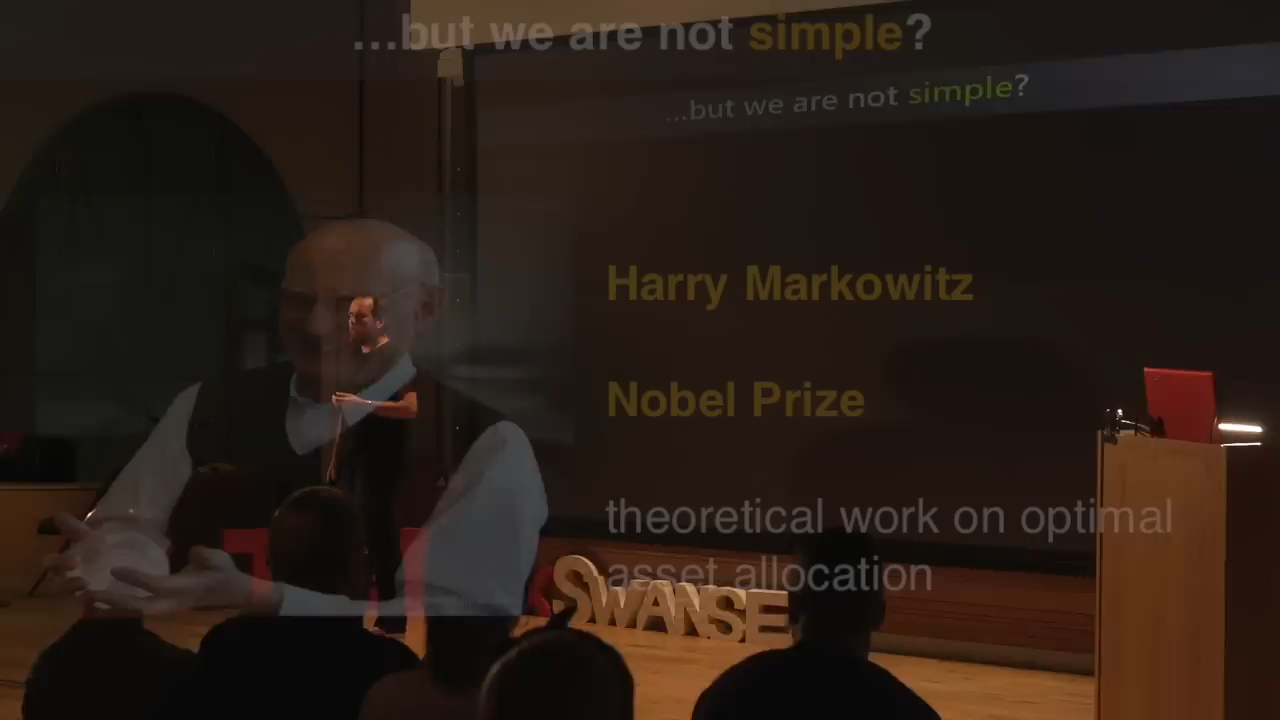 ...but we are not simple?
...but we are not simple?
Harry Markowitz
Nobel Prize
theoretical work on optimal
asset allocation
SWANSE